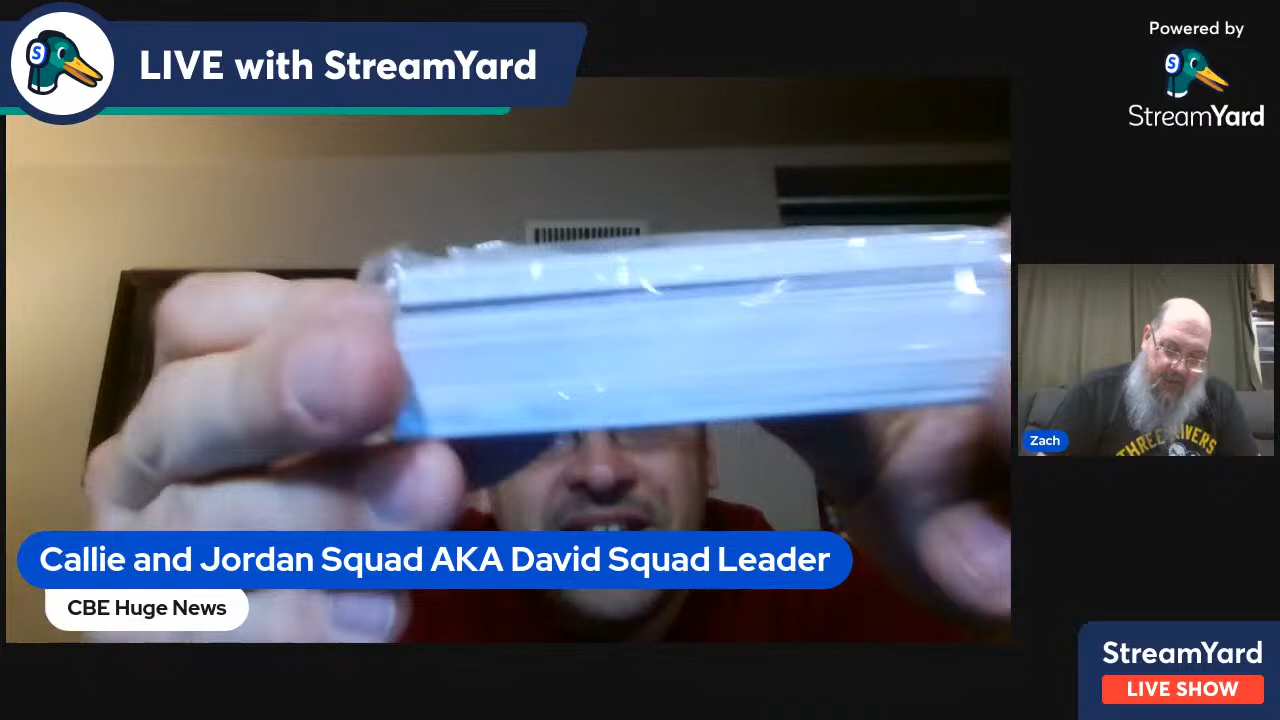 LIVE with StreamYard
Powered by
StreamYard
Zach
THREE RIVERS
Callie and Jordan Squad AKA David Squad Leader
CBE Huge News
StreamYard
LIVE SHOW